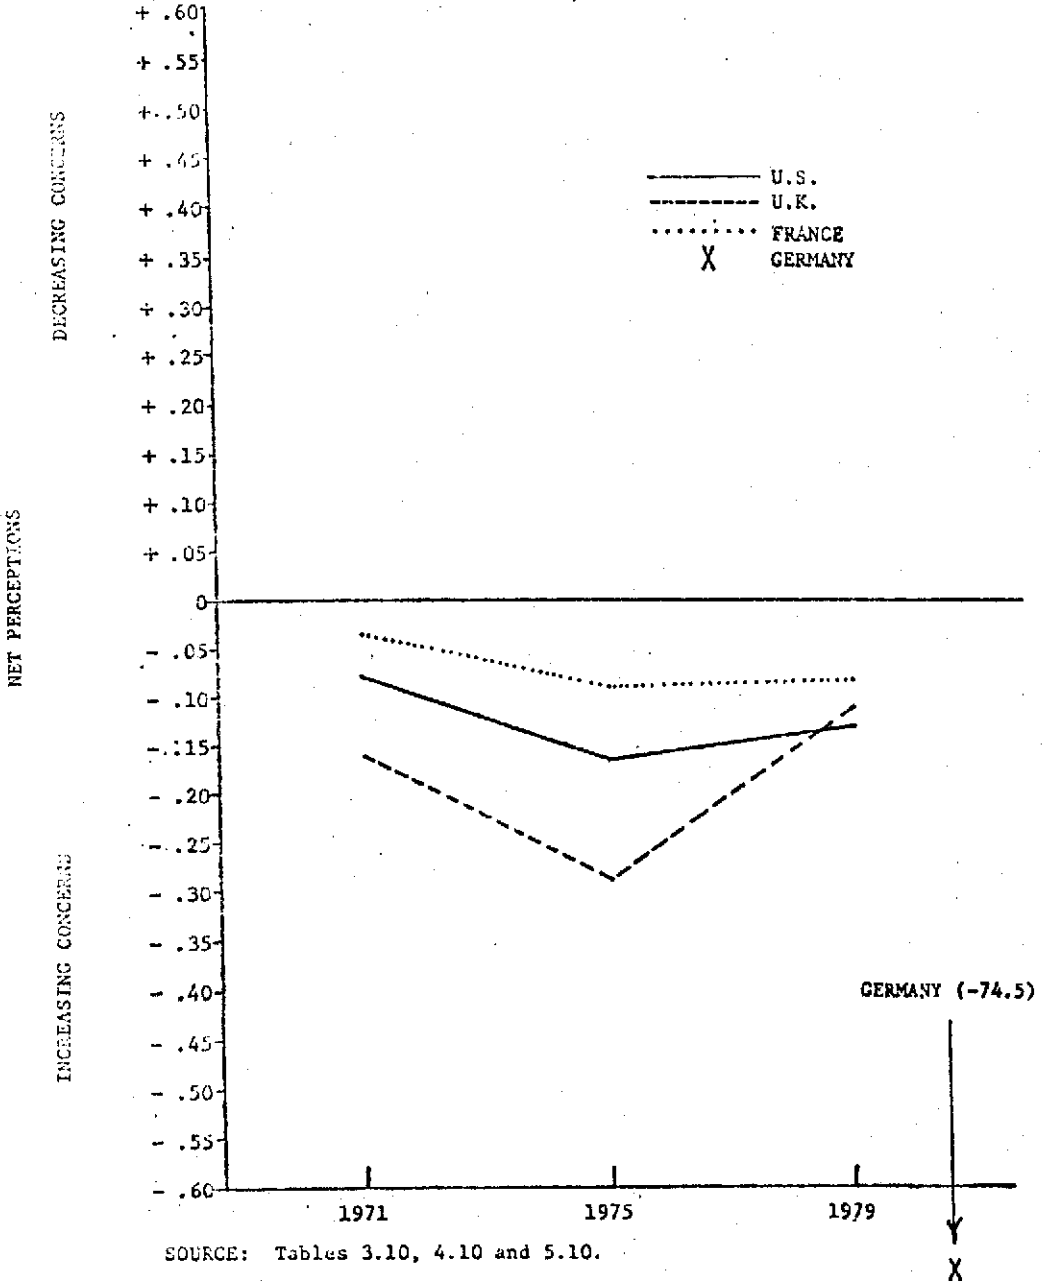 + .60
+ .55
+ .50
+ .45
+ .40
+ .35
+ .30
+ .25
+ .20
+ .15
+ .10
+ .05
0
- .05
- .10
-.:15
- .20
- .25
- .30
- .35
- .40
- .45
- .50
- .55
- .60
DECREASING CONCERNS
NET PERCEPTIONS
INCREASING CONCERNS
U.S.
U.K.
FRANCE
X GERMANY
GERMANY (-74.5)
1971 1975 1979
X
SOURCE: Tables 3.10, 4.10 and 5.10.